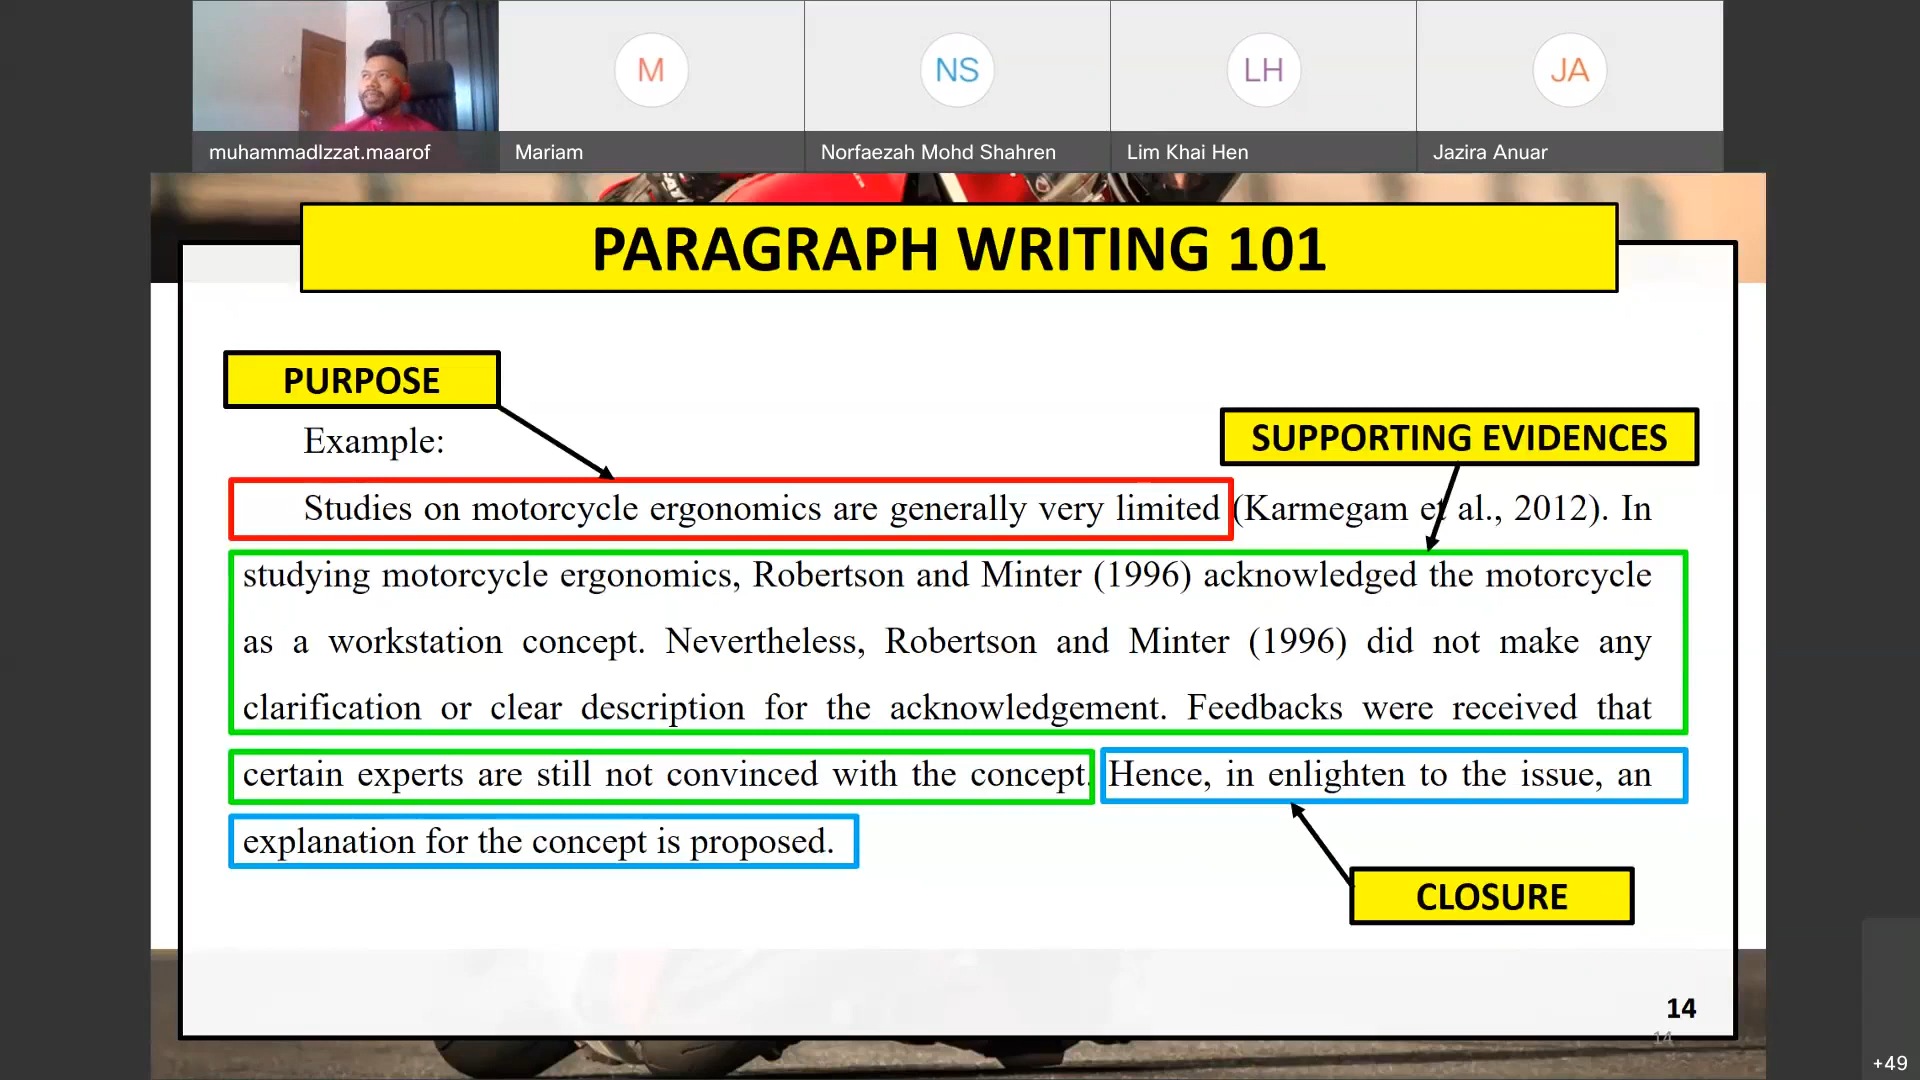 M
NS
LH
JA
muhammadIzzat.maarof
Mariam
Norfaezah Mohd Shahren
Lim Khai Hen
Jazira Anuar
PARAGRAPH WRITING 101
PURPOSE
Example:
SUPPORTING EVIDENCES
Studies on motorcycle ergonomics are generally very limited (Karmegam et al., 2012). In
studying motorcycle ergonomics, Robertson and Minter (1996) acknowledged the motorcycle
as a workstation concept. Nevertheless, Robertson and Minter (1996) did not make any
clarification or clear description for the acknowledgement. Feedbacks were received that
certain experts are still not convinced with the concept. Hence, in enlighten to the issue, an
explanation for the concept is proposed.
CLOSURE
14
14
+49